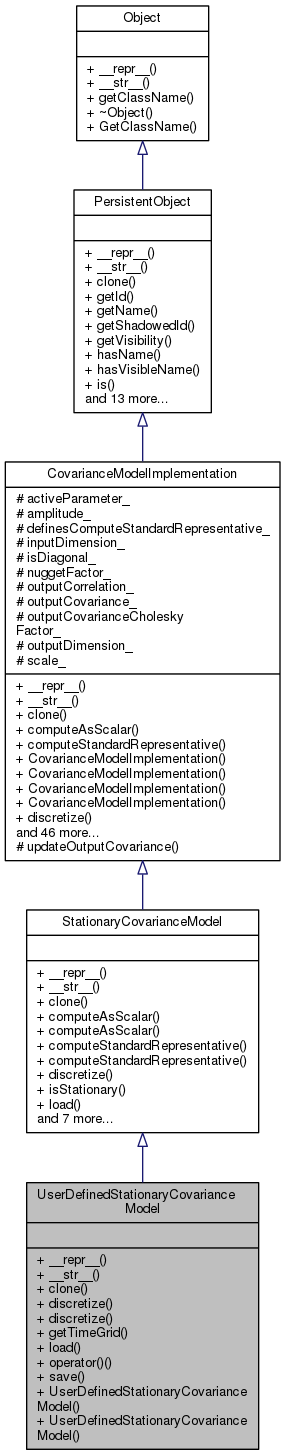 Object
+ __repr__()
+ __str__()
+ getClassName()
+ ~Object()
+ GetClassName()
PersistentObject
+ __repr__()
+ __str__()
+ clone()
+ getId()
+ getName()
+ getShadowedId()
+ getVisibility()
+ hasName()
+ hasVisibleName()
+ is()
and 13 more...
CovarianceModelImplementation
# activeParameter_
# amplitude_
# definesComputeStandardRepresentative_
# inputDimension_
# isDiagonal_
# nuggetFactor_
# outputCorrelation_
# outputCovariance_
# outputCovarianceCholesky
Factor_
# outputDimension_
# scale_
+ __repr__()
+ __str__()
+ clone()
+ computeAsScalar()
+ computeStandardRepresentative()
+ CovarianceModelImplementation()
+ CovarianceModelImplementation()
+ CovarianceModelImplementation()
+ CovarianceModelImplementation()
+ discretize()
and 46 more...
# updateOutputCovariance()
StationaryCovarianceModel
+ __repr__()
+ __str__()
+ clone()
+ computeAsScalar()
+ computeAsScalar()
+ computeStandardRepresentative()
+ computeStandardRepresentative()
+ discretize()
+ isStationary()
+ load()
and 7 more...
UserDefinedStationaryCovariance
Model
+ __repr__()
+ __str__()
+ clone()
+ discretize()
+ discretize()
+ getTimeGrid()
+ load()
+ operator()()
+ save()
+ UserDefinedStationaryCovariance
Model()
+ UserDefinedStationaryCovariance
Model()